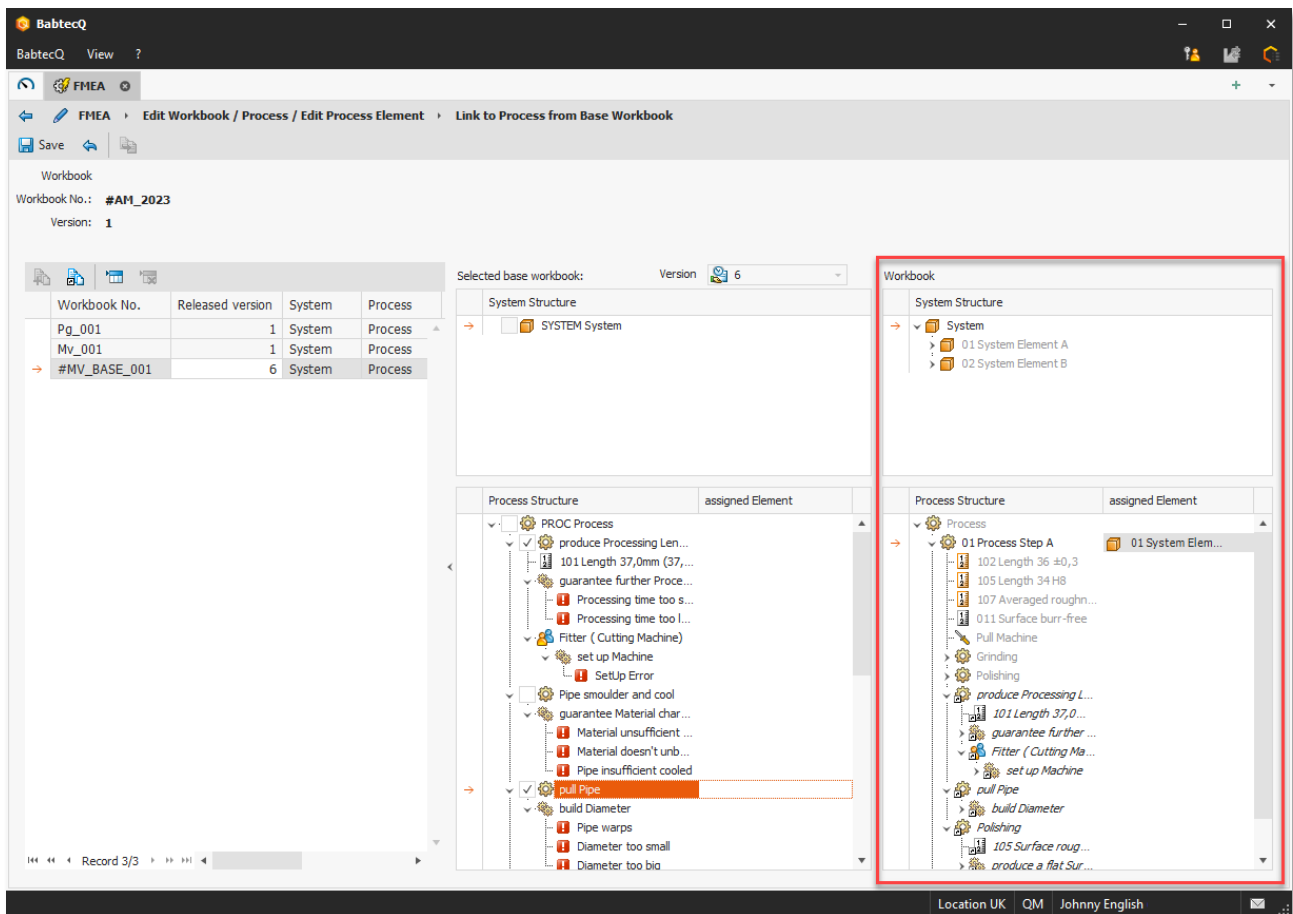 BabtecQ
BabtecQ View ?
FMEA
FMEA Edit Workbook / Process / Edit Process Element Link to Process from Base Workbook
Save
Workbook
Workbook No.: #AM_2023
Version: 1
Workbook No. Released version System Process
Pg_001 1 System Process
Mv_001 1 System Process
#MV_BASE_001 6 System Process
Record 3/3
Selected base workbook: Version 6
System Structure
SYSTEM System
Process Structure assigned Element
PROC Process
produce Processing Len...
101 Length 37,0mm (37,...
guarantee further Proce...
Processing time too s...
Processing time too l...
Fitter ( Cutting Machine)
set up Machine
SetUp Error
Pipe smoulder and cool
guarantee Material char...
Material unsufficient ...
Material doesn't unb...
Pipe insufficient cooled
pull Pipe
build Diameter
Pipe warps
Diameter too small
Diameter too big
Workbook
System Structure
System
01 System Element A
02 System Element B
Process Structure assigned Element
Process
01 Process Step A 01 System Elem...
102 Length 36 ±0,3
105 Length 34 H8
107 Averaged roughn...
011 Surface burr-free
Pull Machine
Grinding
Polishing
produce Processing L...
101 Length 37,0...
guarantee further ...
Fitter ( Cutting Ma...
set up Machine
pull Pipe
build Diameter
Polishing
105 Surface roug...
produce a flat Sur...
Location UK QM Johnny English